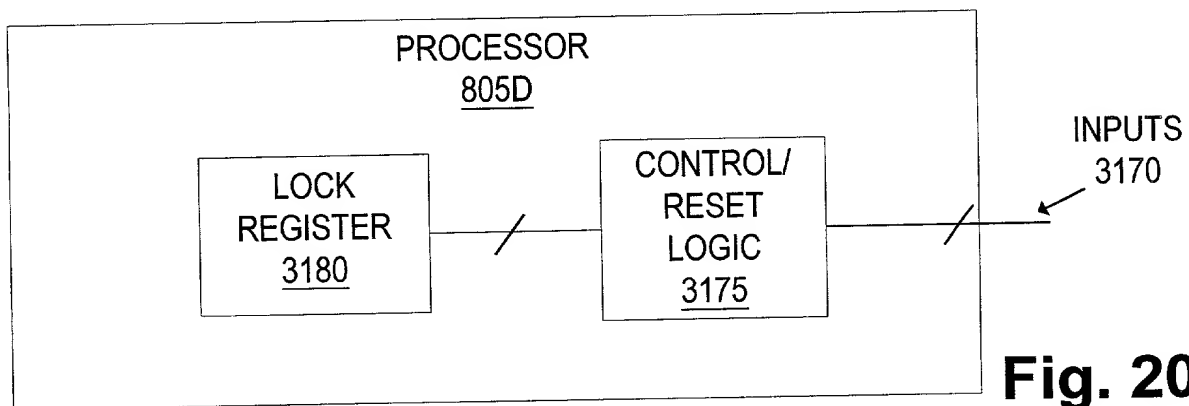 PROCESSOR
805D
LOCK
REGISTER
3180
CONTROL/
RESET
LOGIC
3175
INPUTS
3170
Fig. 20